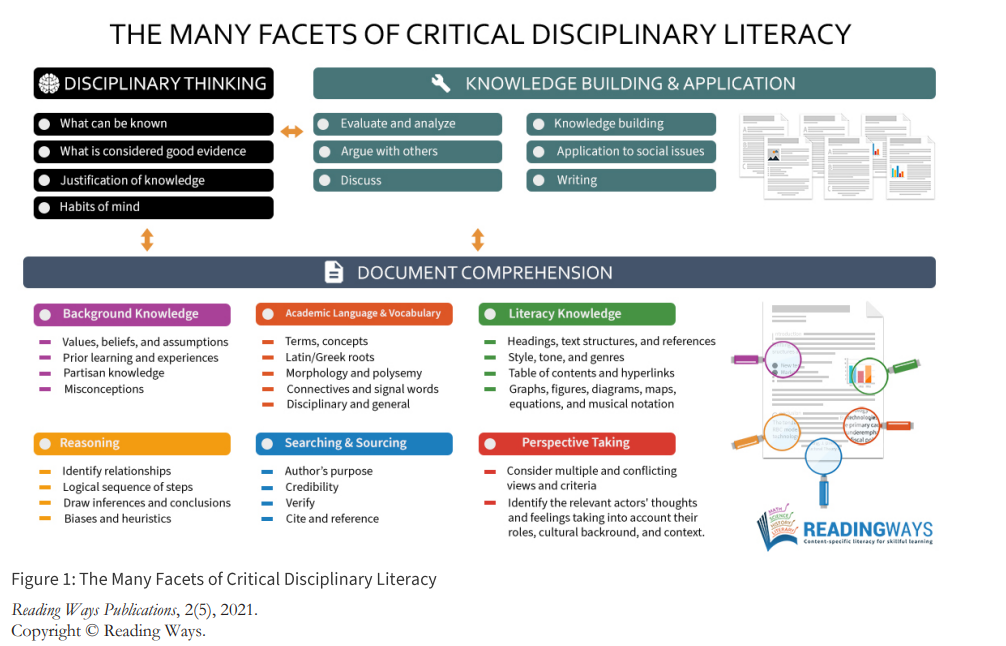 THE MANY FACETS OF CRITICAL DISCIPLINARY LITERACY
DISCIPLINARY THINKING
What can be known
What is considered good evidence
Justification of knowledge
Habits of mind
KNOWLEDGE BUILDING & APPLICATION
Evaluate and analyze
Argue with others
Discuss
Knowledge building
Application to social issues
Writing
DOCUMENT COMPREHENSION
Background Knowledge
Values, beliefs, and assumptions
Prior learning and experiences
Partisan knowledge
Misconceptions
Academic Language & Vocabulary
Terms, concepts
Latin/Greek roots
Morphology and polysemy
Connectives and signal words
Disciplinary and general
Literacy Knowledge
Headings, text structures, and references
Style, tone, and genres
Table of contents and hyperlinks
Graphs, figures, diagrams, maps,
equations, and musical notation
Reasoning
Identify relationships
Logical sequence of steps
Draw inferences and conclusions
Biases and heuristics
Searching & Sourcing
Author's purpose
Credibility
Verify
Cite and reference
Perspective Taking
Consider multiple and conflicting
views and criteria
Identify the relevant actors' thoughts
and feelings taking into account their
roles, cultural backround, and context.
MATH
SCIENCE
HISTORY
LITERACY
READINGWAYS
Content-specific literacy for skillful learning
Figure 1: The Many Facets of Critical Disciplinary Literacy
Reading Ways Publications, 2(5), 2021.
Copyright © Reading Ways.